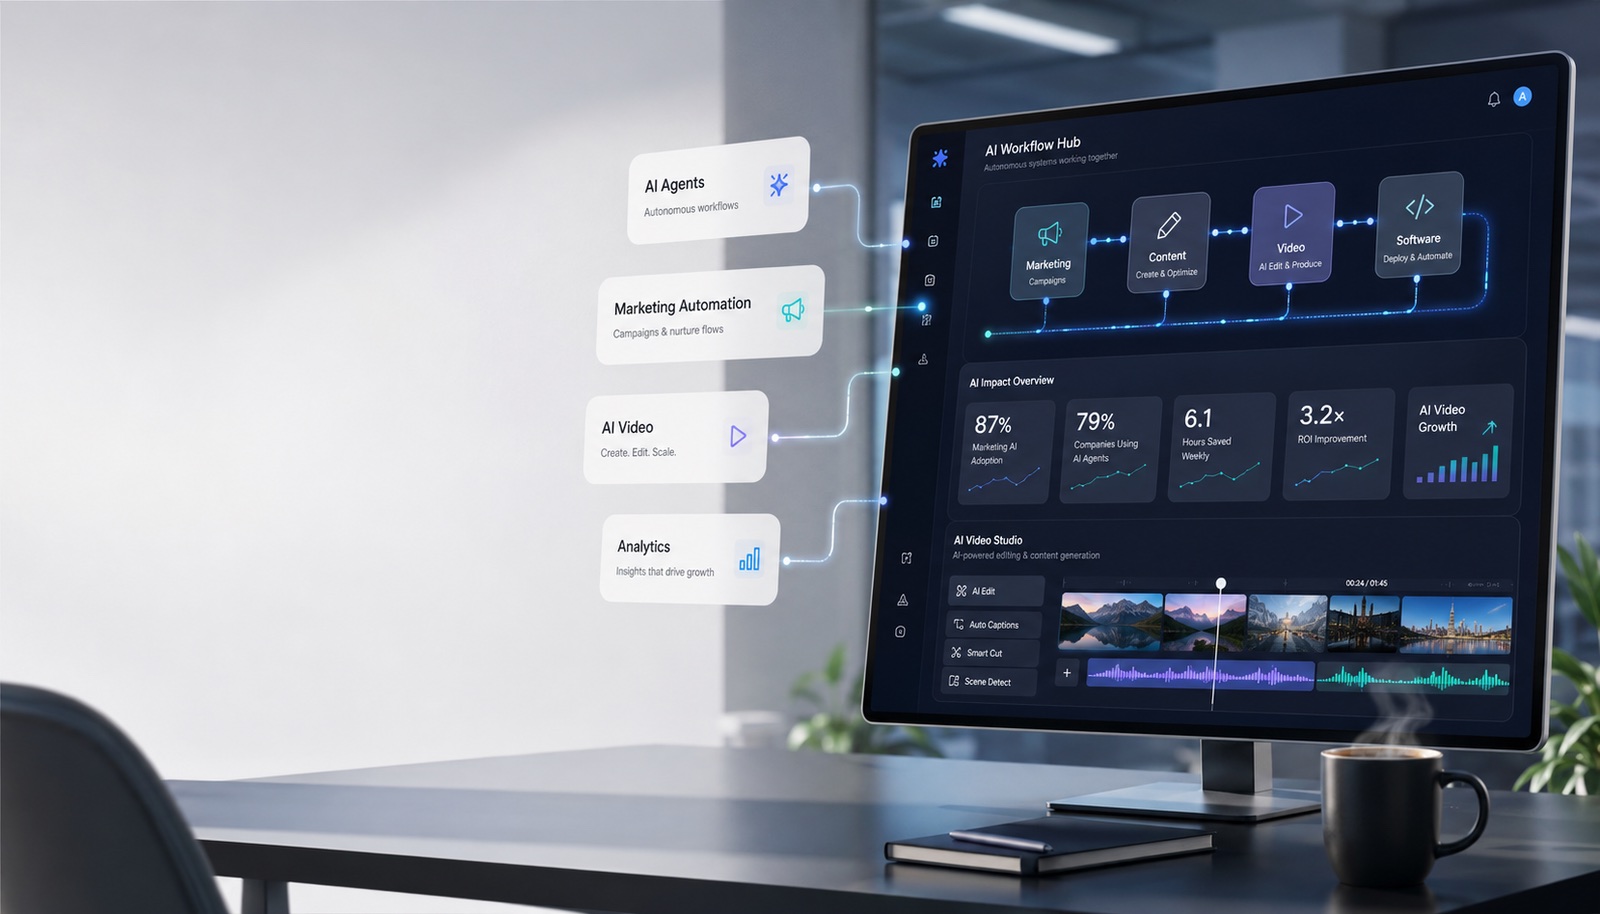 AI Agents
Autonomous workflows
Marketing Automation
Campaigns & nurture flows
AI Video
Create. Edit. Scale.
Analytics
Insights that drive growth
A
AI Workflow Hub
Autonomous systems working together
Marketing
Campaigns
Content
Create & Optimize
Video
AI Edit & Produce
</>
Software
Deploy & Automate
AI Impact Overview
87%
Marketing AI
Adoption
79%
Companies Using
AI Agents
6.1
Hours Saved
Weekly
3.2×
ROI Improvement
AI Video
Growth
AI Video Studio
AI-powered editing & content generation
AI Edit
Auto Captions
Smart Cut
Scene Detect
00:24 / 01:45
+